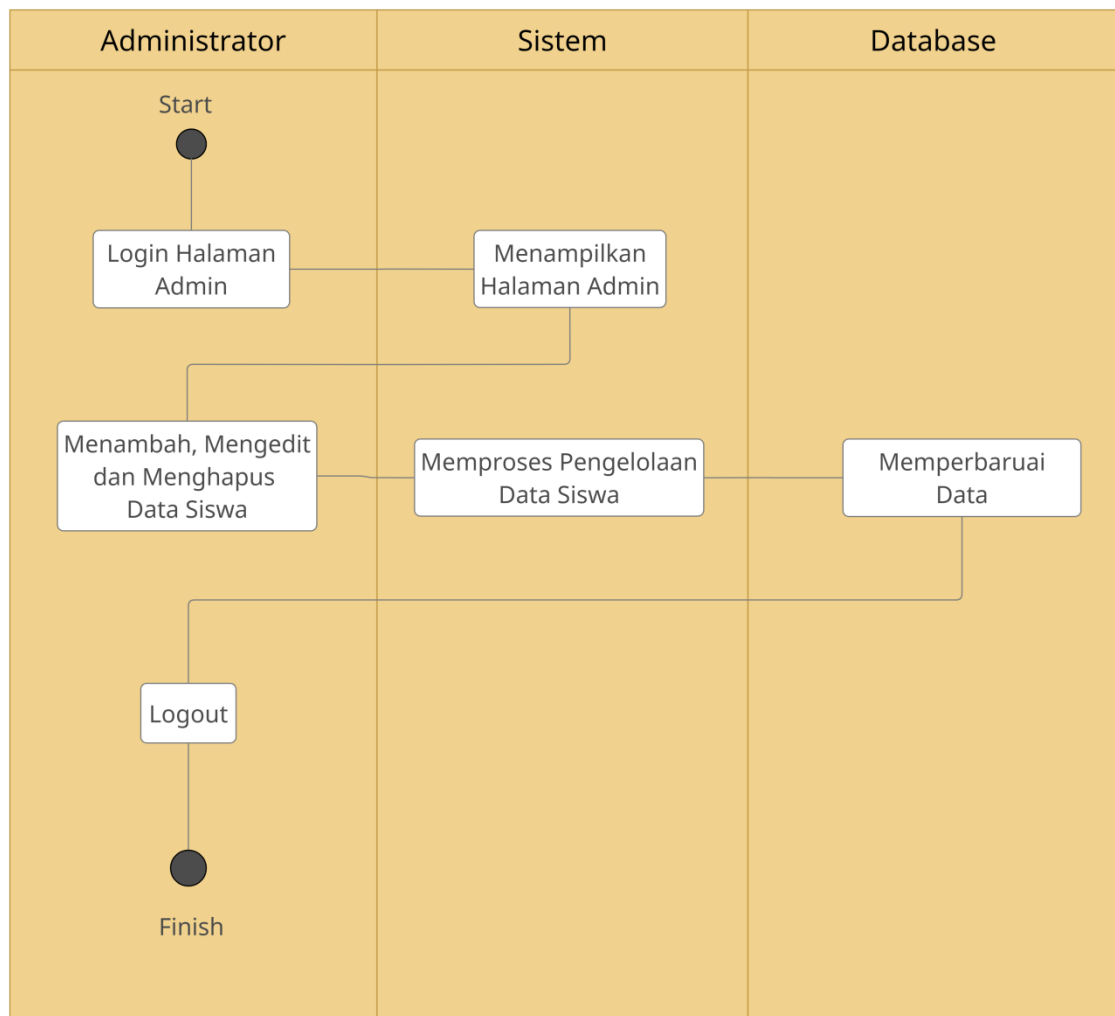 Administrator
Sistem
Database
Start
Login Halaman
Admin
Menampilkan
Halaman Admin
Menambah, Mengedit
dan Menghapus
Data Siswa
Memproses Pengelolaan
Data Siswa
Memperbaruai
Data
Logout
Finish